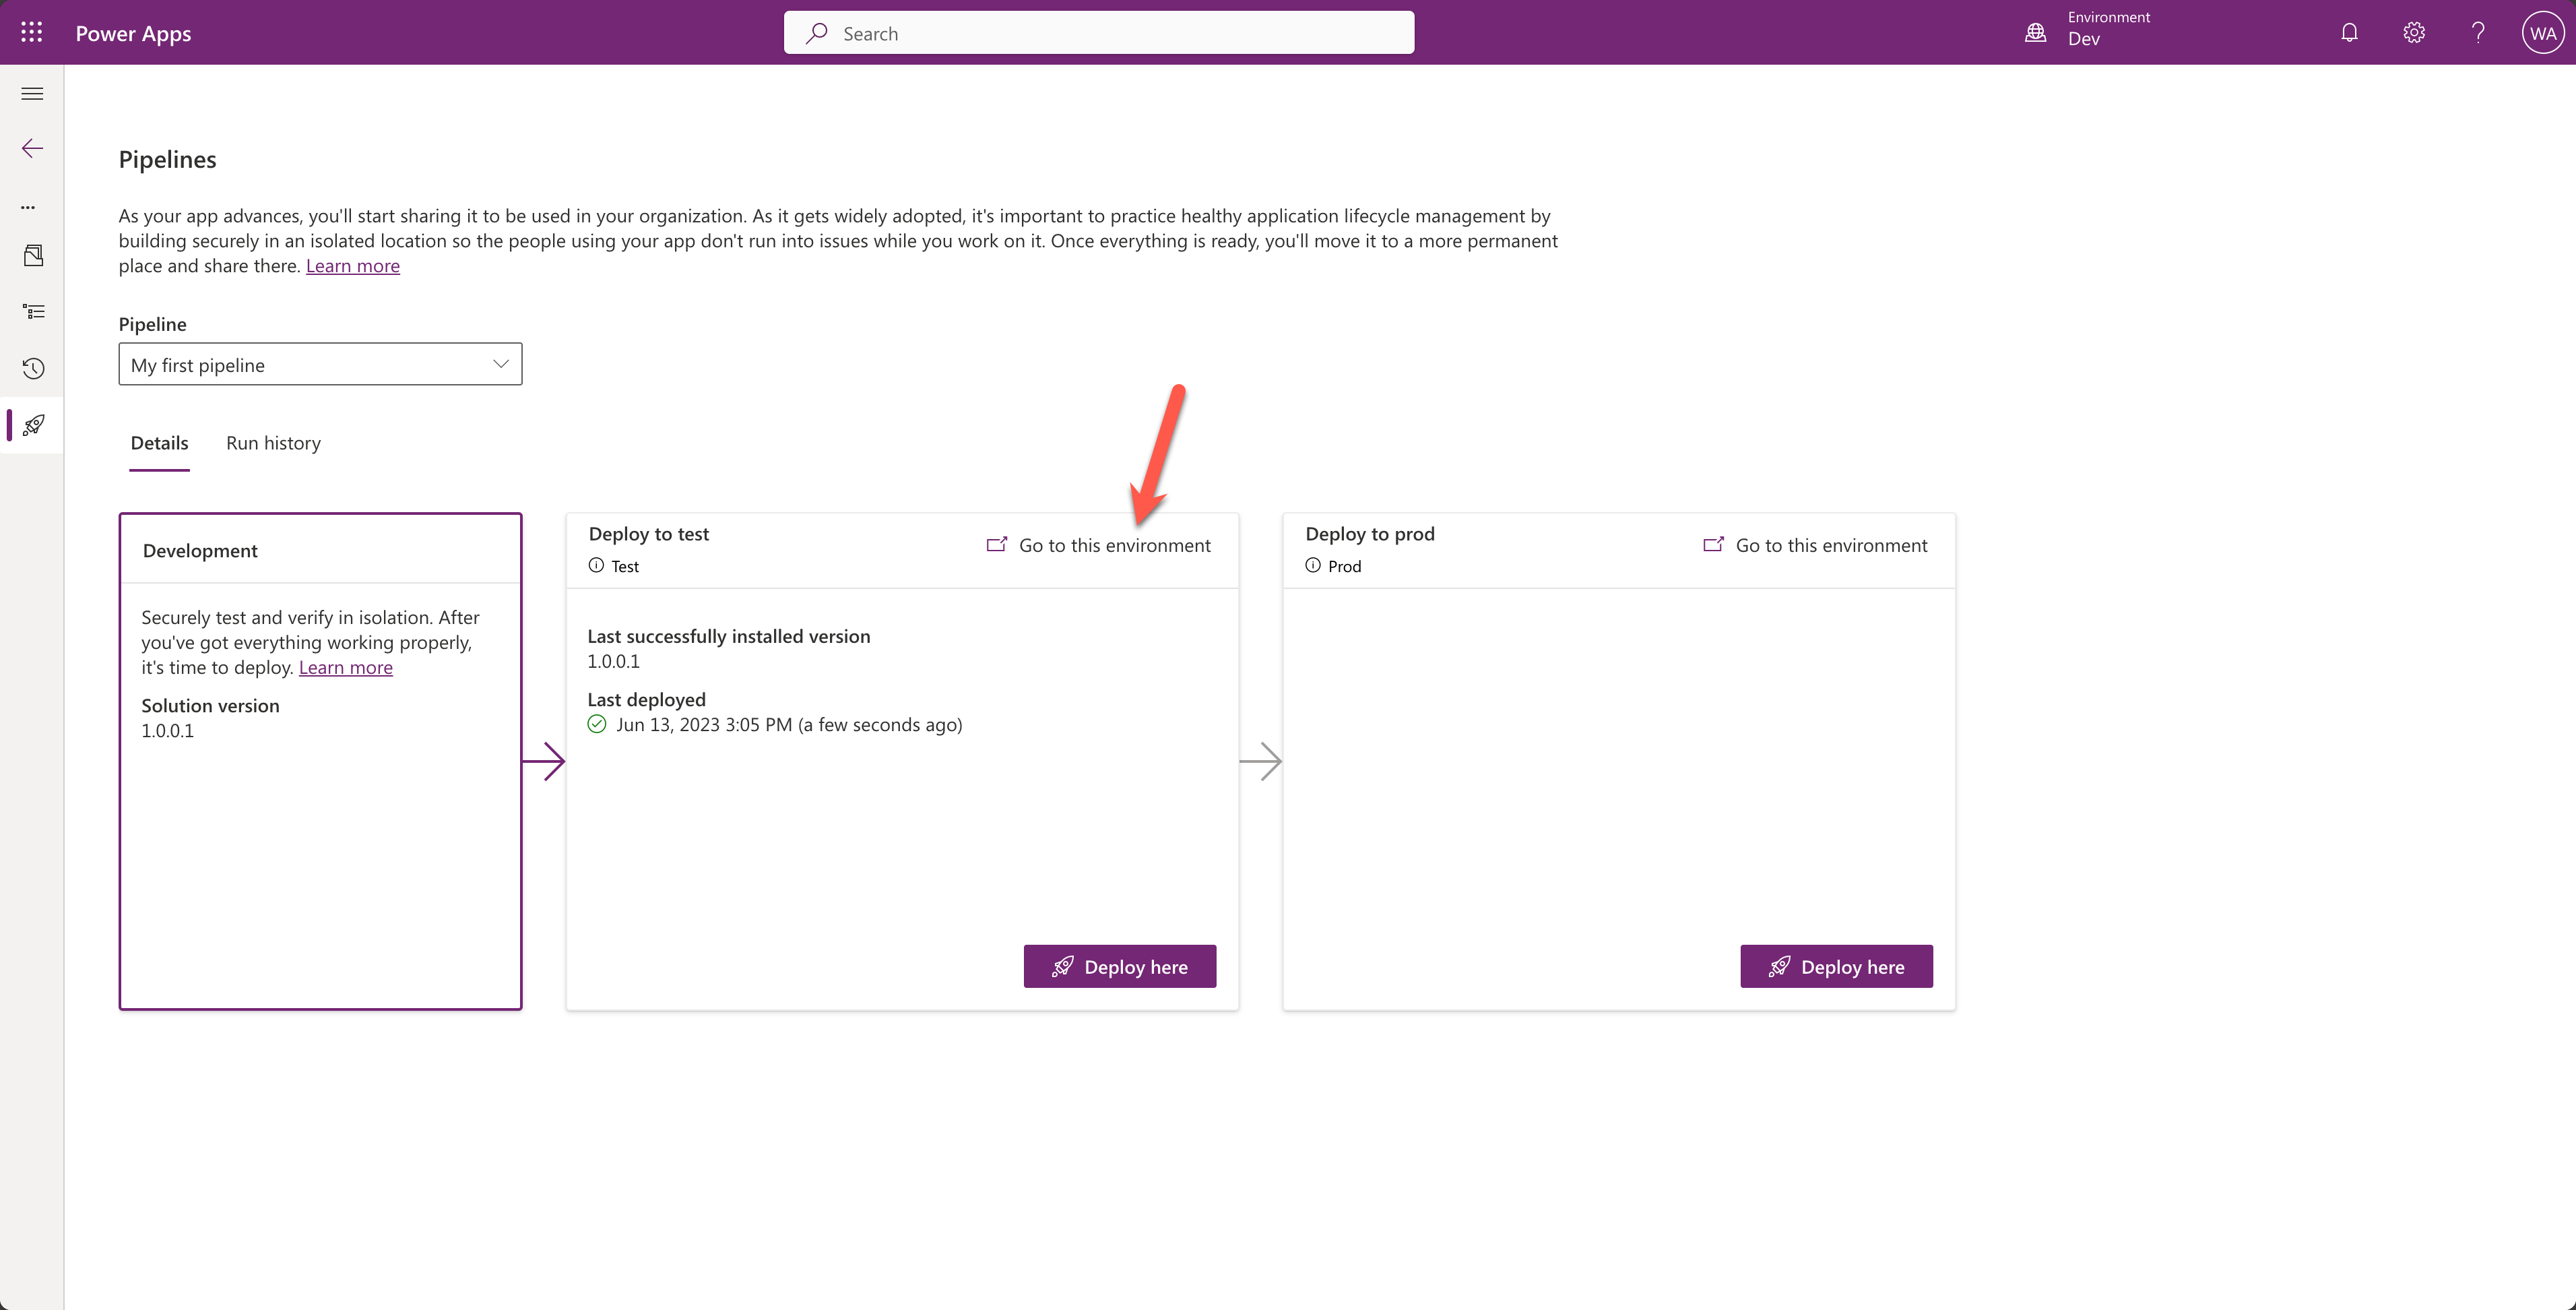 Power Apps
Search
Environment
Dev
WA
Pipelines
As your app advances, you'll start sharing it to be used in your organization. As it gets widely adopted, it's important to practice healthy application lifecycle management by
building securely in an isolated location so the people using your app don't run into issues while you work on it. Once everything is ready, you'll move it to a more permanent
place and share there. Learn more
Pipeline
My first pipeline
Details
Run history
Development
Securely test and verify in isolation. After
you've got everything working properly,
it's time to deploy. Learn more
Solution version
1.0.0.1
Deploy to test
Test
Go to this environment
Last successfully installed version
1.0.0.1
Last deployed
Jun 13, 2023 3:05 PM (a few seconds ago)
Deploy here
Deploy to prod
Prod
Go to this environment
Deploy here